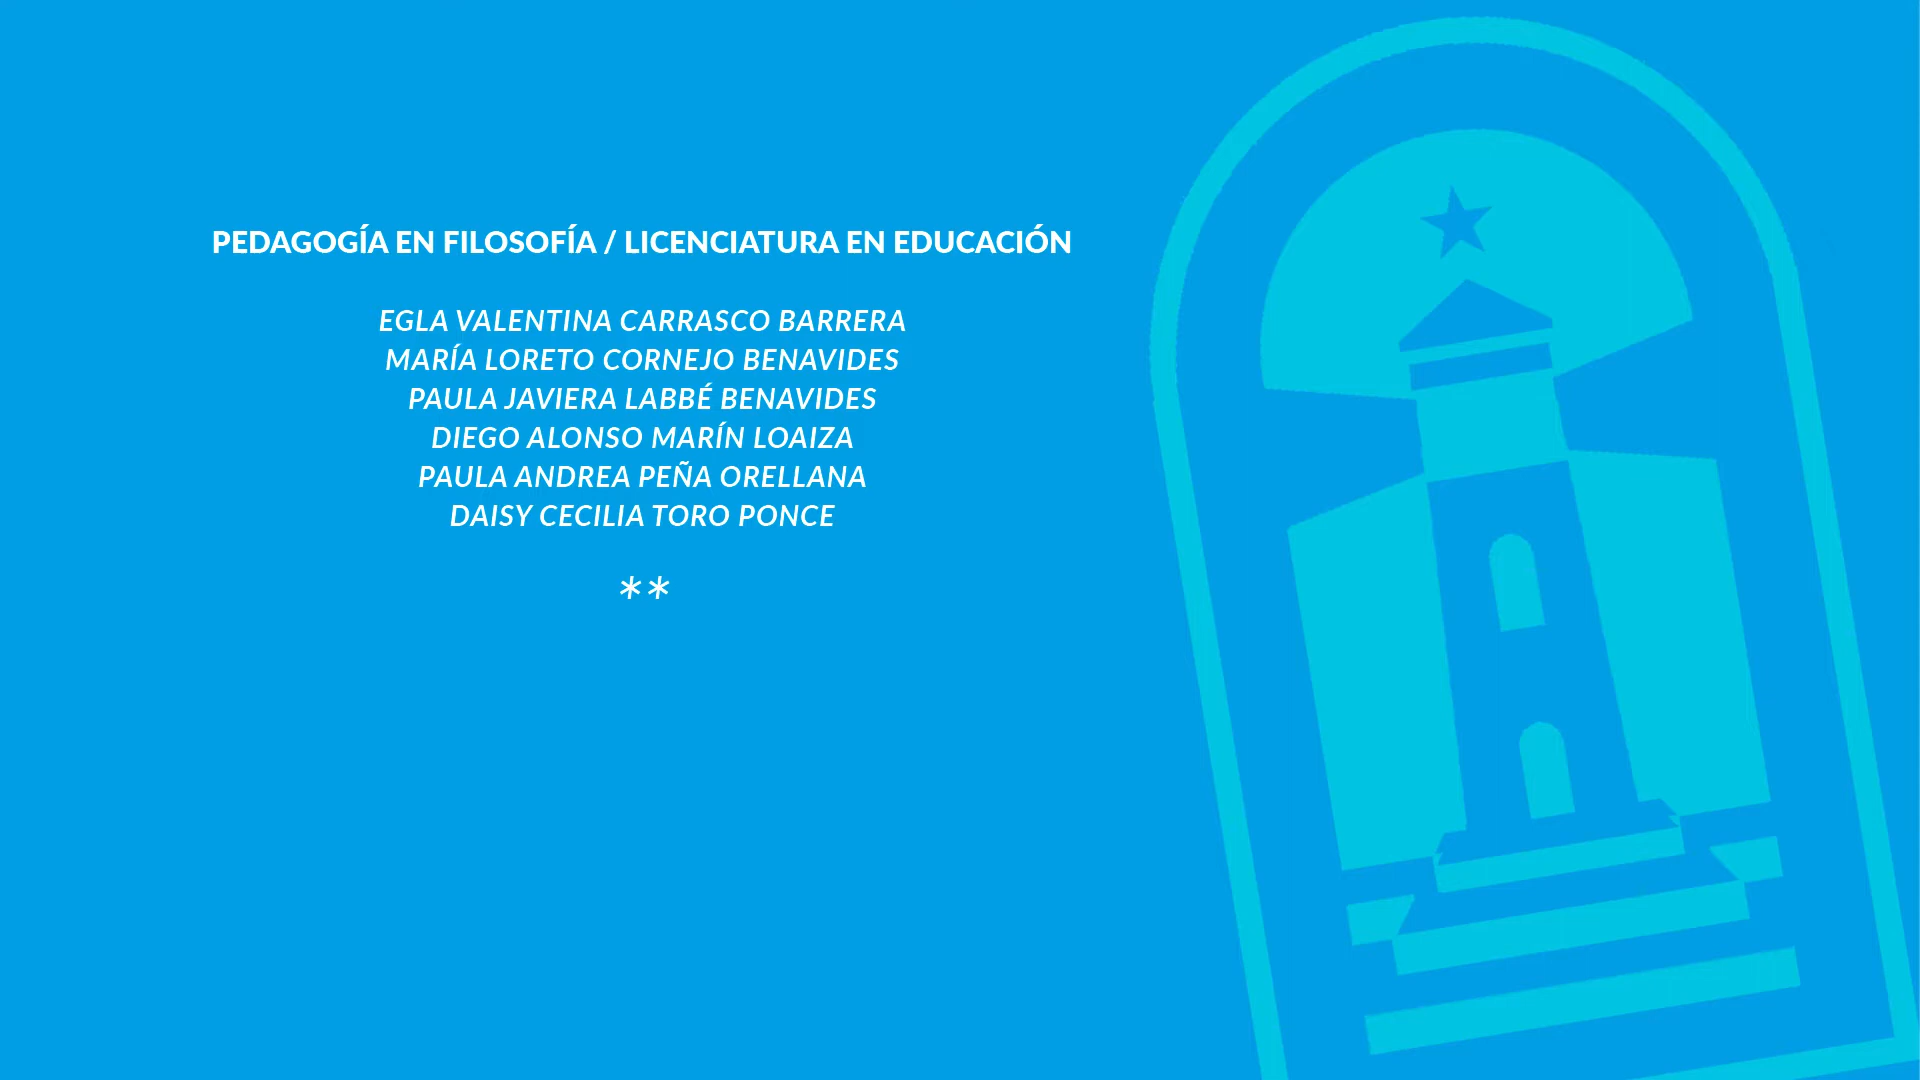 PEDAGOGÍA EN FILOSOFÍA / LICENCIATURA EN EDUCACIÓN
EGLA VALENTINA CARRASCO BARRERA
MARÍA LORETO CORNEJO BENAVIDES
PAULA JAVIERA LABBÉ BENAVIDES
DIEGO ALONSO MARÍN LOAIZA
PAULA ANDREA PEÑA ORELLANA
DAISY CECILIA TORO PONCE
**